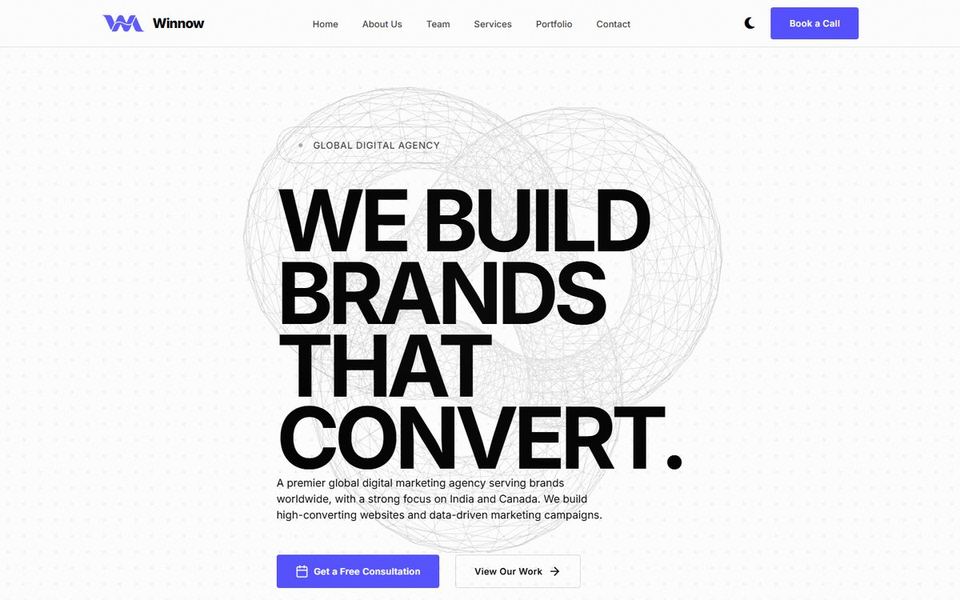 Winnow
Home
About Us
Team
Services
Portfolio
Contact
Book a Call
GLOBAL DIGITAL AGENCY
WE BUILD
BRANDS
THAT
CONVERT.
A premier global digital marketing agency serving brands
worldwide, with a strong focus on India and Canada. We build
high-converting websites and data-driven marketing campaigns.
Get a Free Consultation
View Our Work